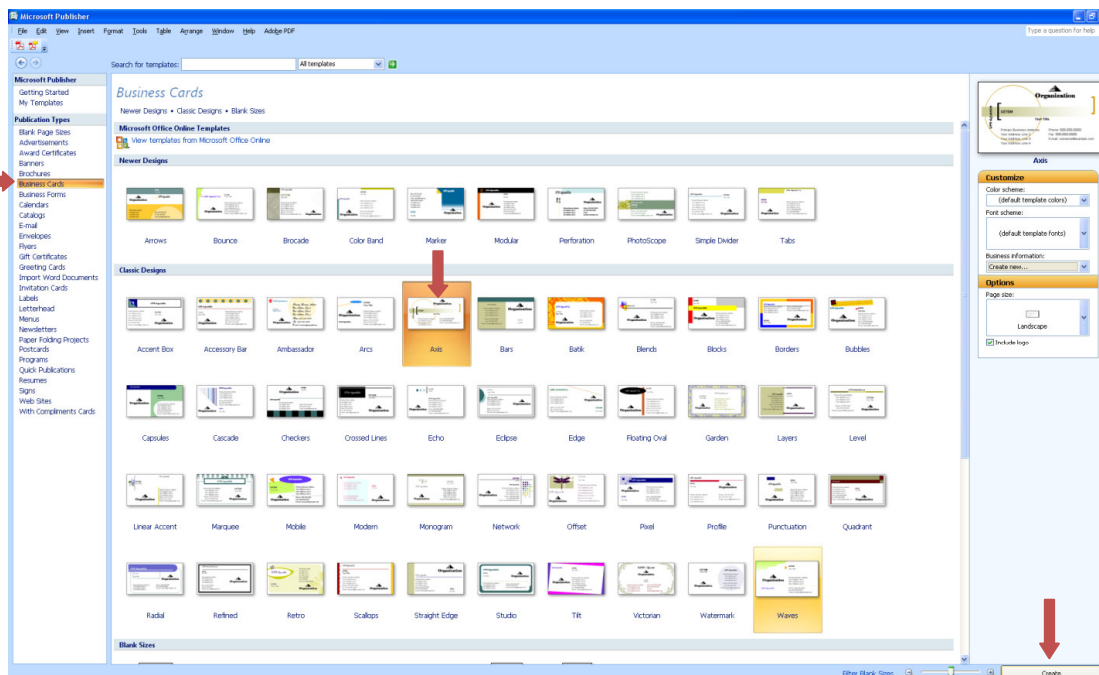 Microsoft Publisher
File Edit View Insert Format Tools Table Arrange Window Help Adobe PDF
Type a question for help
Search for templates: All templates
Microsoft Publisher
Getting Started
My Templates
Publication Types
Blank Page Sizes
Advertisements
Award Certificates
Banners
Brochures
Business Cards
Business Forms
Calendars
Catalogs
E-mail
Envelopes
Flyers
Gift Certificates
Greeting Cards
Import Word Documents
Invitation Cards
Labels
Letterhead
Menus
Newsletters
Paper Folding Projects
Postcards
Programs
Quick Publications
Resumes
Signs
Web Sites
With Compliments Cards
Business Cards
Newer Designs • Classic Designs • Blank Sizes
Microsoft Office Online Templates
View templates from Microsoft Office Online
Newer Designs
Arrows Bounce Brocade Color Band Marker Modular Perforation PhotoScope Simple Divider Tabs
Classic Designs
Accent Box Accessory Bar Ambassador Arcs Axis Bars Batik Blends Blocks Borders Bubbles
Capsules Cascade Checkers Crossed Lines Echo Eclipse Edge Floating Oval Garden Layers Level
Linear Accent Marquee Mobile Modern Monogram Network Offset Pixel Profile Punctuation Quadrant
Radial Refined Retro Scallops Straight Edge Studio Tilt Victorian Watermark Waves
Blank Sizes
Organization
Axis
Customize
Color scheme:
(default template colors)
Font scheme:
(default template fonts)
Business information:
Create new...
Options
Page size:
Landscape
Include logo
Filter Blank Sizes
Create